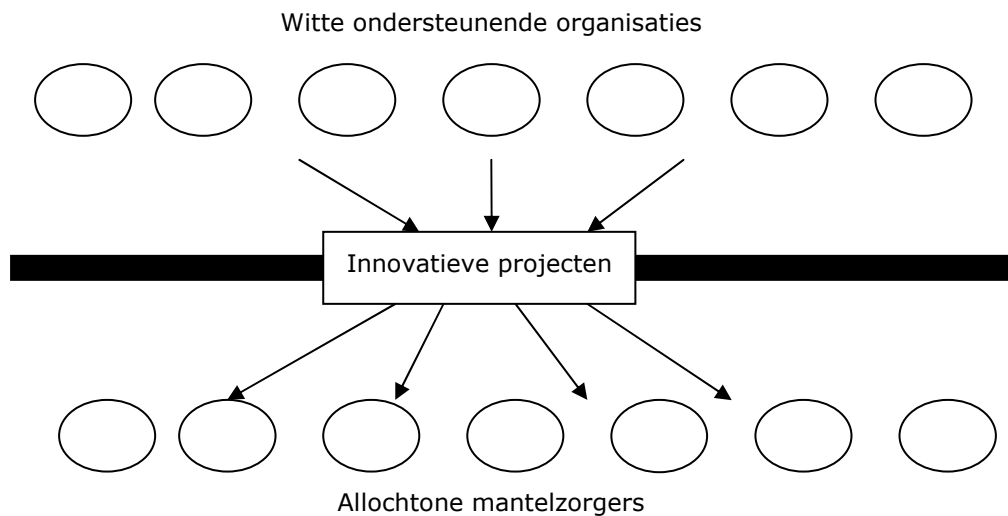 Witte ondersteunende organisaties
Innovatieve projecten
Allochtone mantelzorgers